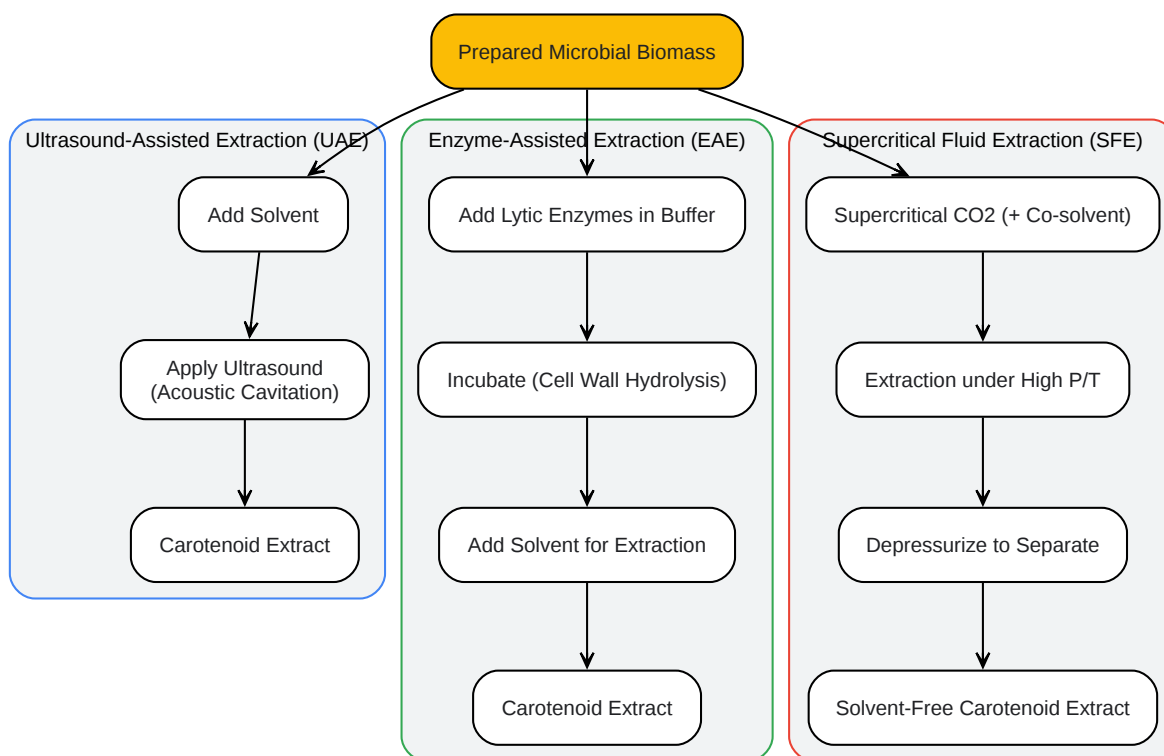 Prepared Microbial Biomass
Ultrasound-Assisted Extraction (UAE)
Add Solvent
Apply Ultrasound
(Acoustic Cavitation)
Carotenoid Extract
Enzyme-Assisted Extraction (EAE)
Add Lytic Enzymes in Buffer
Incubate (Cell Wall Hydrolysis)
Add Solvent for Extraction
Carotenoid Extract
Supercritical Fluid Extraction (SFE)
Supercritical CO2 (+ Co-solvent)
Extraction under High P/T
Depressurize to Separate
Solvent-Free Carotenoid Extract